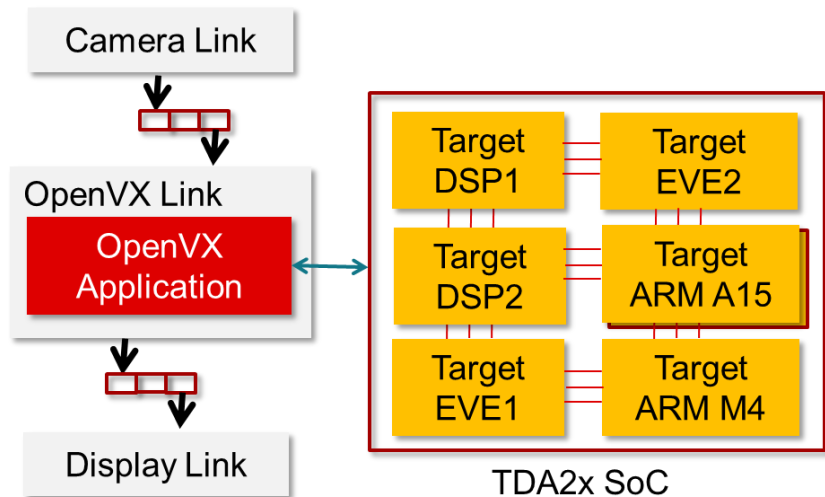 Camera Link
OpenVX Link
OpenVX
Application
Display Link
Target
DSP1
Target
EVE2
Target
DSP2
Target
ARM A15
Target
EVE1
Target
ARM M4
TDA2x SoC